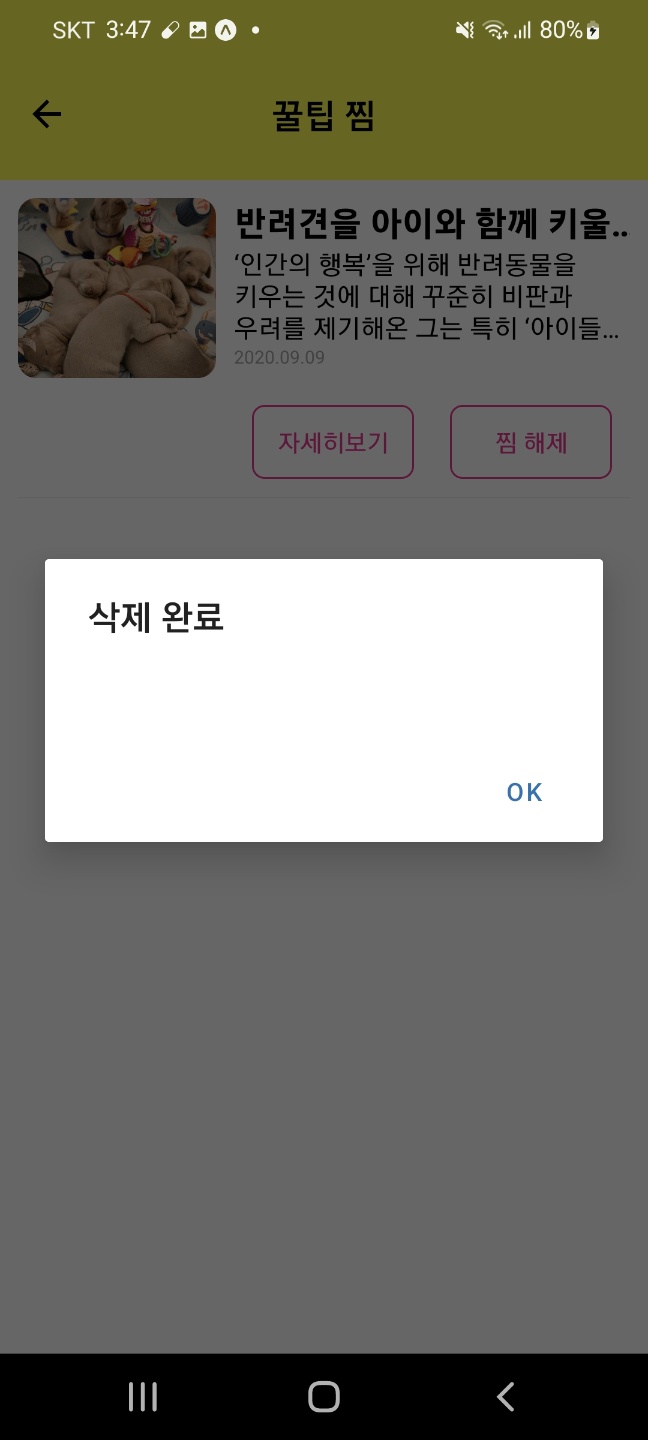 SKT 3:47 80%
꿀팁 찜
반려견을 아이와 함께 키울..
‘인간의 행복’을 위해 반려동물을
키우는 것에 대해 꾸준히 비판과
우려를 제기해온 그는 특히 ‘아이들...
2020.09.09
자세히보기 찜 해제
삭제 완료
OK